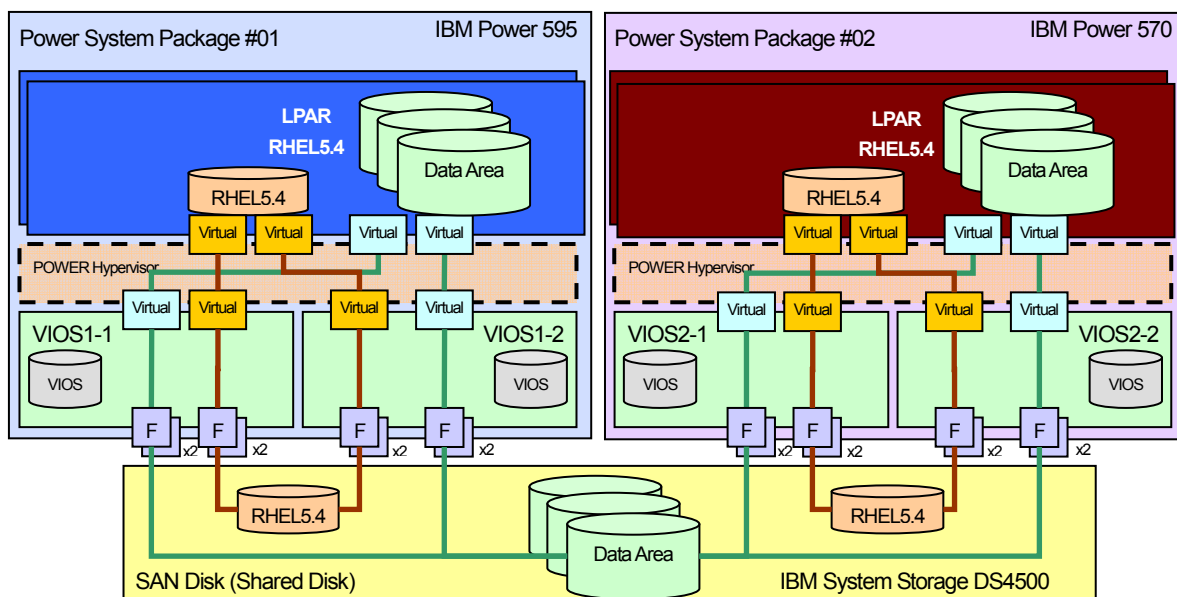 Power System Package #01
IBM Power 595
LPAR
RHEL5.4
Data Area
RHEL5.4
Virtual
Virtual
Virtual
Virtual
POWER Hypervisor
Virtual
Virtual
Virtual
Virtual
VIOS1-1
VIOS1-2
VIOS
VIOS
F
F
F
F
x2
x2
x2
x2
Power System Package #02
IBM Power 570
LPAR
RHEL5.4
Data Area
RHEL5.4
Virtual
Virtual
Virtual
Virtual
POWER Hypervisor
Virtual
Virtual
Virtual
Virtual
VIOS2-1
VIOS2-2
VIOS
VIOS
F
F
F
F
x2
x2
x2
x2
RHEL5.4
Data Area
RHEL5.4
SAN Disk (Shared Disk)
IBM System Storage DS4500